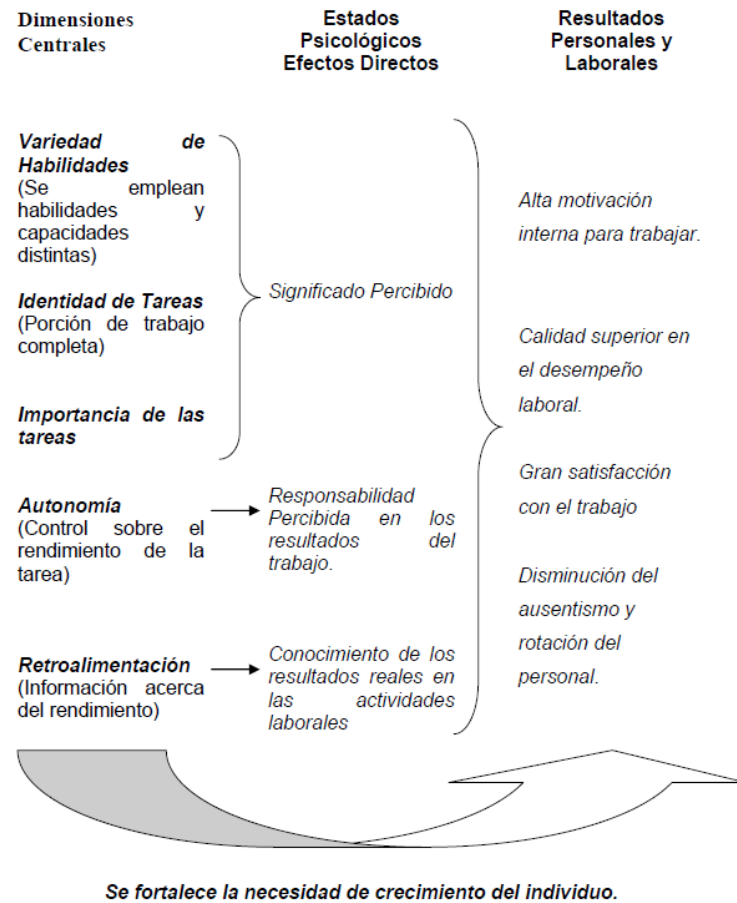 Dimensiones
Centrales
Estados
Psicológicos
Efectos Directos
Resultados
Personales y
Laborales
Variedad de
Habilidades
(Se emplean
habilidades y
capacidades
distintas)
Identidad de Tareas
(Porción de trabajo
completa)
Importancia de las
tareas
Significado Percibido
Autonomía
(Control sobre el
rendimiento de la
tarea)
Responsabilidad
Percibida en los
resultados del
trabajo.
Retroalimentación
(Información acerca
del rendimiento)
Conocimiento de los
resultados reales en
las actividades
laborales
Alta motivación
interna para trabajar.
Calidad superior en
el desempeño
laboral.
Gran satisfacción
con el trabajo
Disminución del
ausentismo y
rotación del
personal.
Se fortalece la necesidad de crecimiento del individuo.